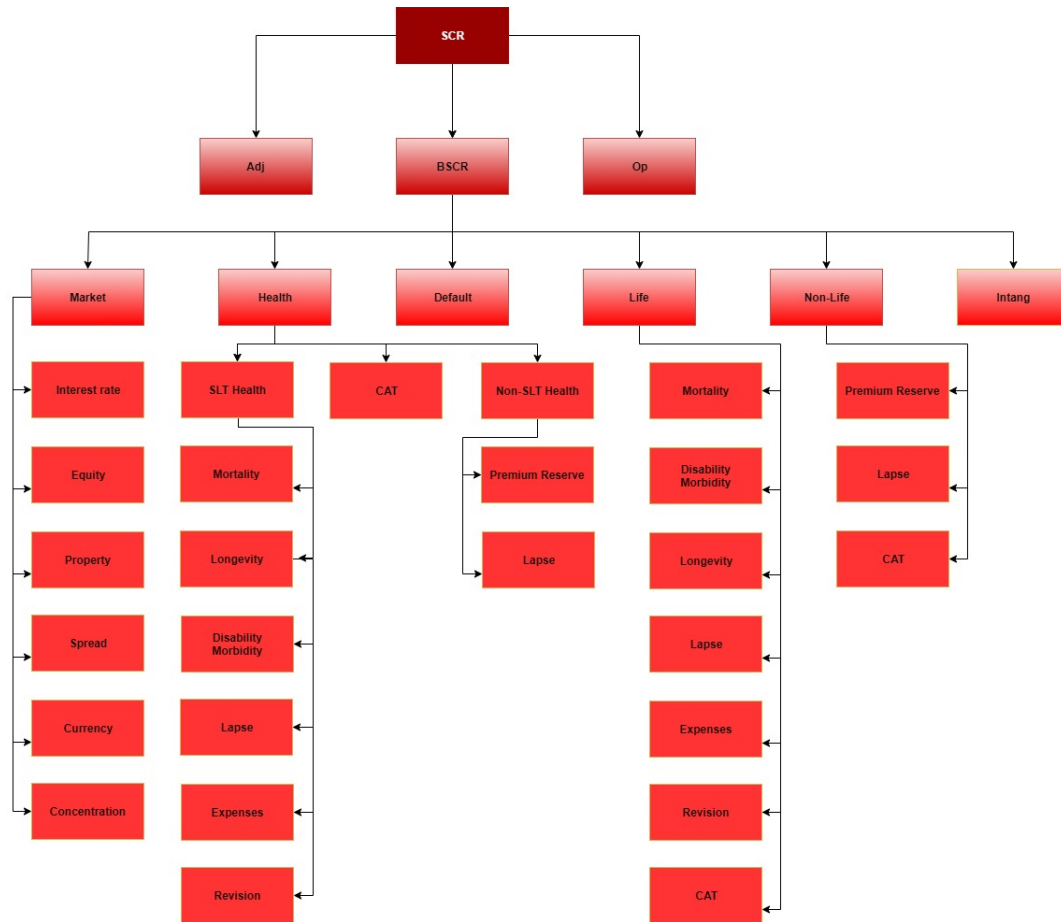 SCR
Adj
BSCR
Op
Market
Health
Default
Life
Non-Life
Intang
Interest rate
Equity
Property
Spread
Currency
Concentration
SLT Health
CAT
Non-SLT Health
Mortality
Longevity
Disability
Morbidity
Lapse
Expenses
Revision
Premium Reserve
Lapse
Mortality
Disability
Morbidity
Longevity
Lapse
Expenses
Revision
CAT
Premium Reserve
Lapse
CAT